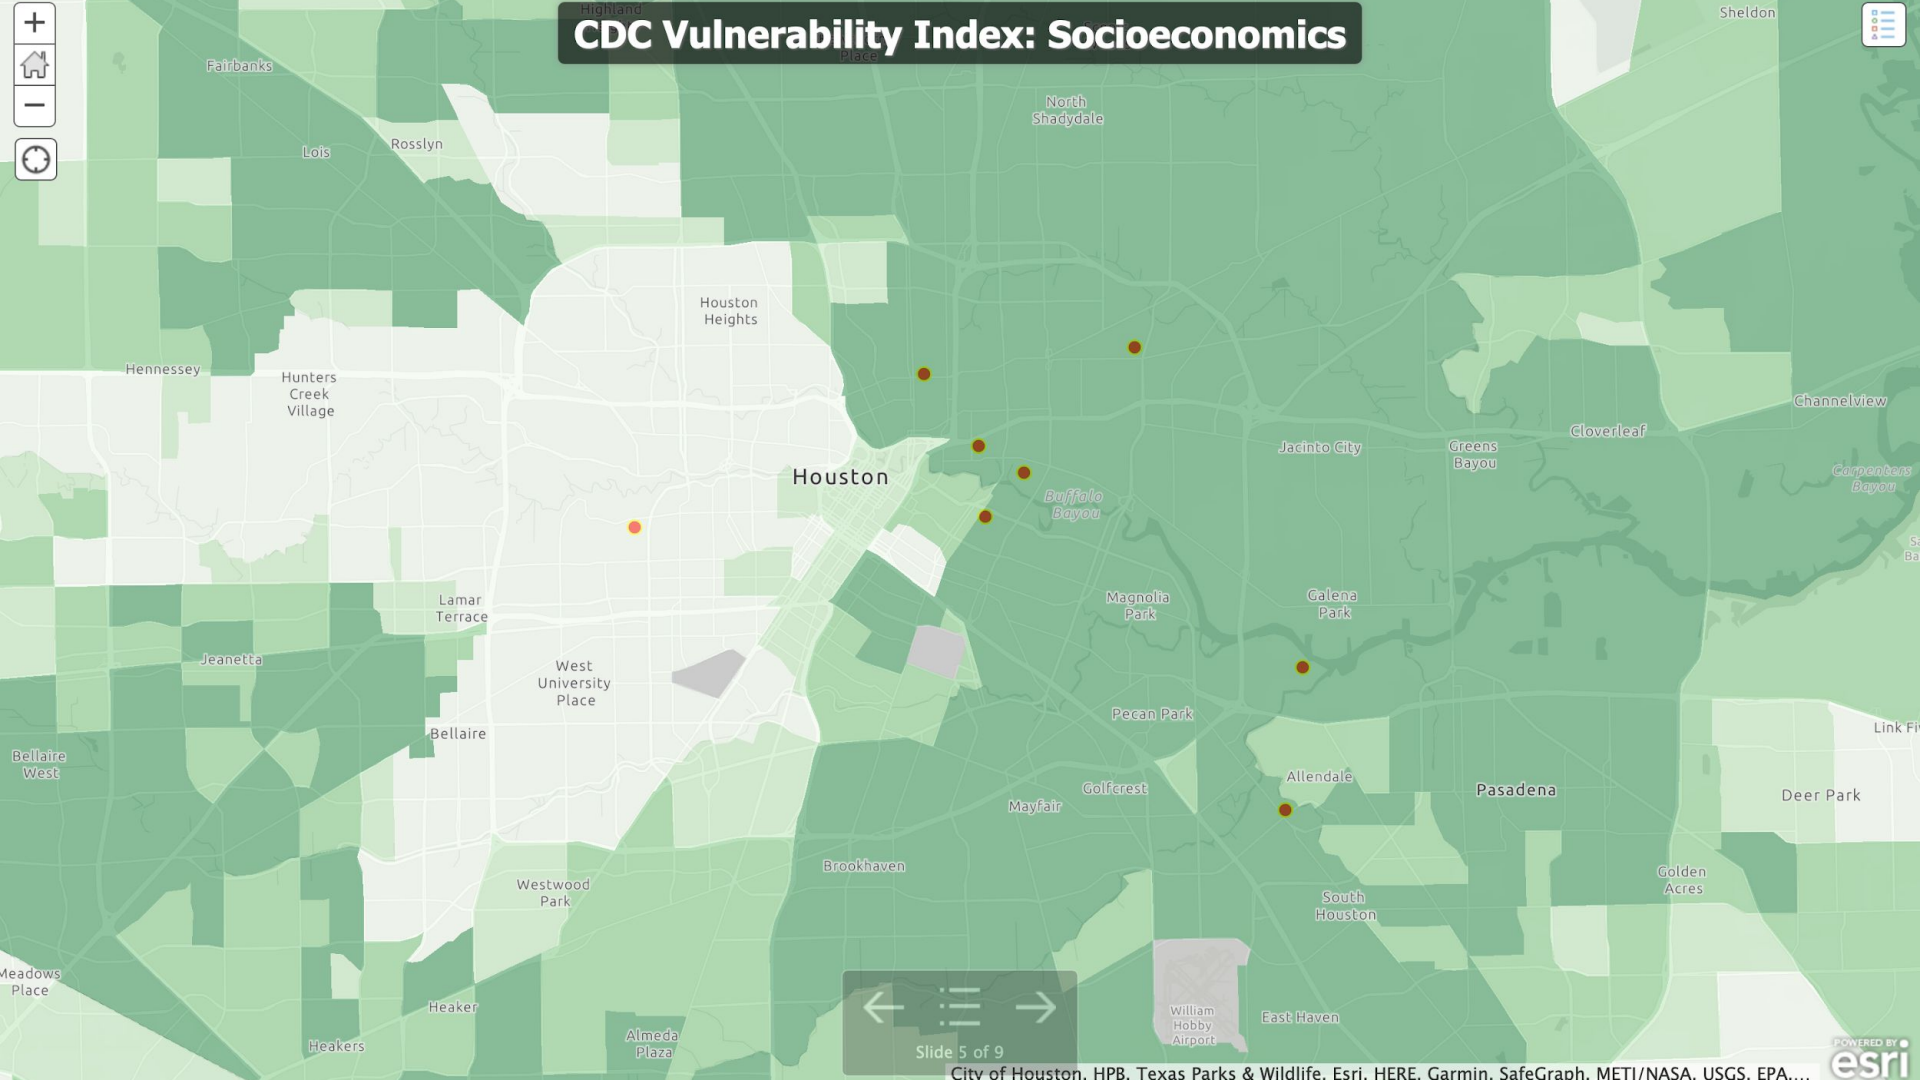 Highland
Sheldon
CDC Vulnerability Index: Socioeconomics
Place
Fairbanks
North
Shadydale
Lois
Rosslyn
Houston
Heights
Hennessey
Hunters
Creek
Village
Channelview
Cloverleaf
Jacinto City
Greens
Bayou
Carpenters
Bayou
Houston
Buffalo
Bayou
Sa
Ba
Lamar
Terrace
Magnolia
Park
Galena
Park
Jeanetta
West
University
Place
Pecan Park
Bellaire
Link Fi
Bellaire
West
Allendale
Golfcrest
Pasadena
Deer Park
Mayfair
Brookhaven
Westwood
Park
Golden
Acres
South
Houston
Meadows
Place
Heaker
William
Hobby
Airport
East Haven
Almeda
Plaza
Heakers
Slide 5 of 9
POWERED BY
esri
City of Houston, HPB, Texas Parks & Wildlife, Esri, HERE, Garmin, SafeGraph, METI/NASA, USGS, EPA,...